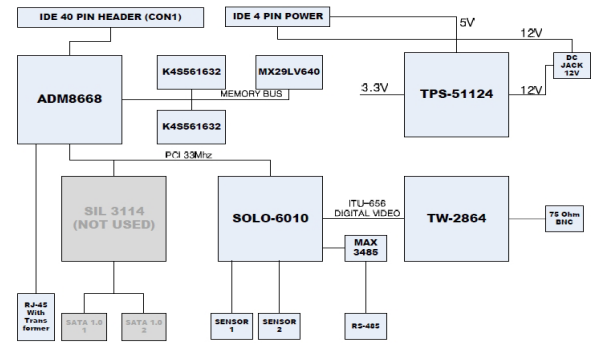 IDE 40 PIN HEADER (CON1)
IDE 4 PIN POWER
5V
12V
ADM8668
K4S561632
MX29LV640
MEMORY BUS
K4S561632
3.3V
TPS-51124
12V
DC
JACK
12V
PCI 33Mhz
SIL 3114
(NOT USED)
SOLO-6010
ITU-656
DIGITAL VIDEO
TW-2864
75 Ohm
BNC
MAX
3485
RJ-45
With
Trans
former
SATA 1.0
1
SATA 1.0
2
SENSOR
1
SENSOR
2
RS-485